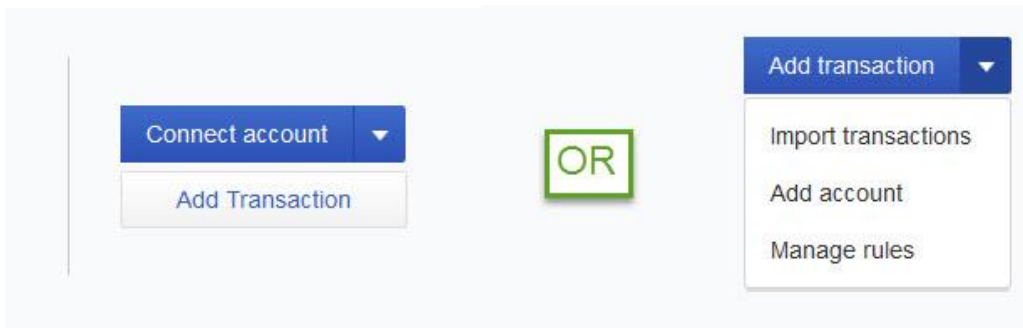 Connect account
Add Transaction
OR
Add transaction
Import transactions
Add account
Manage rules